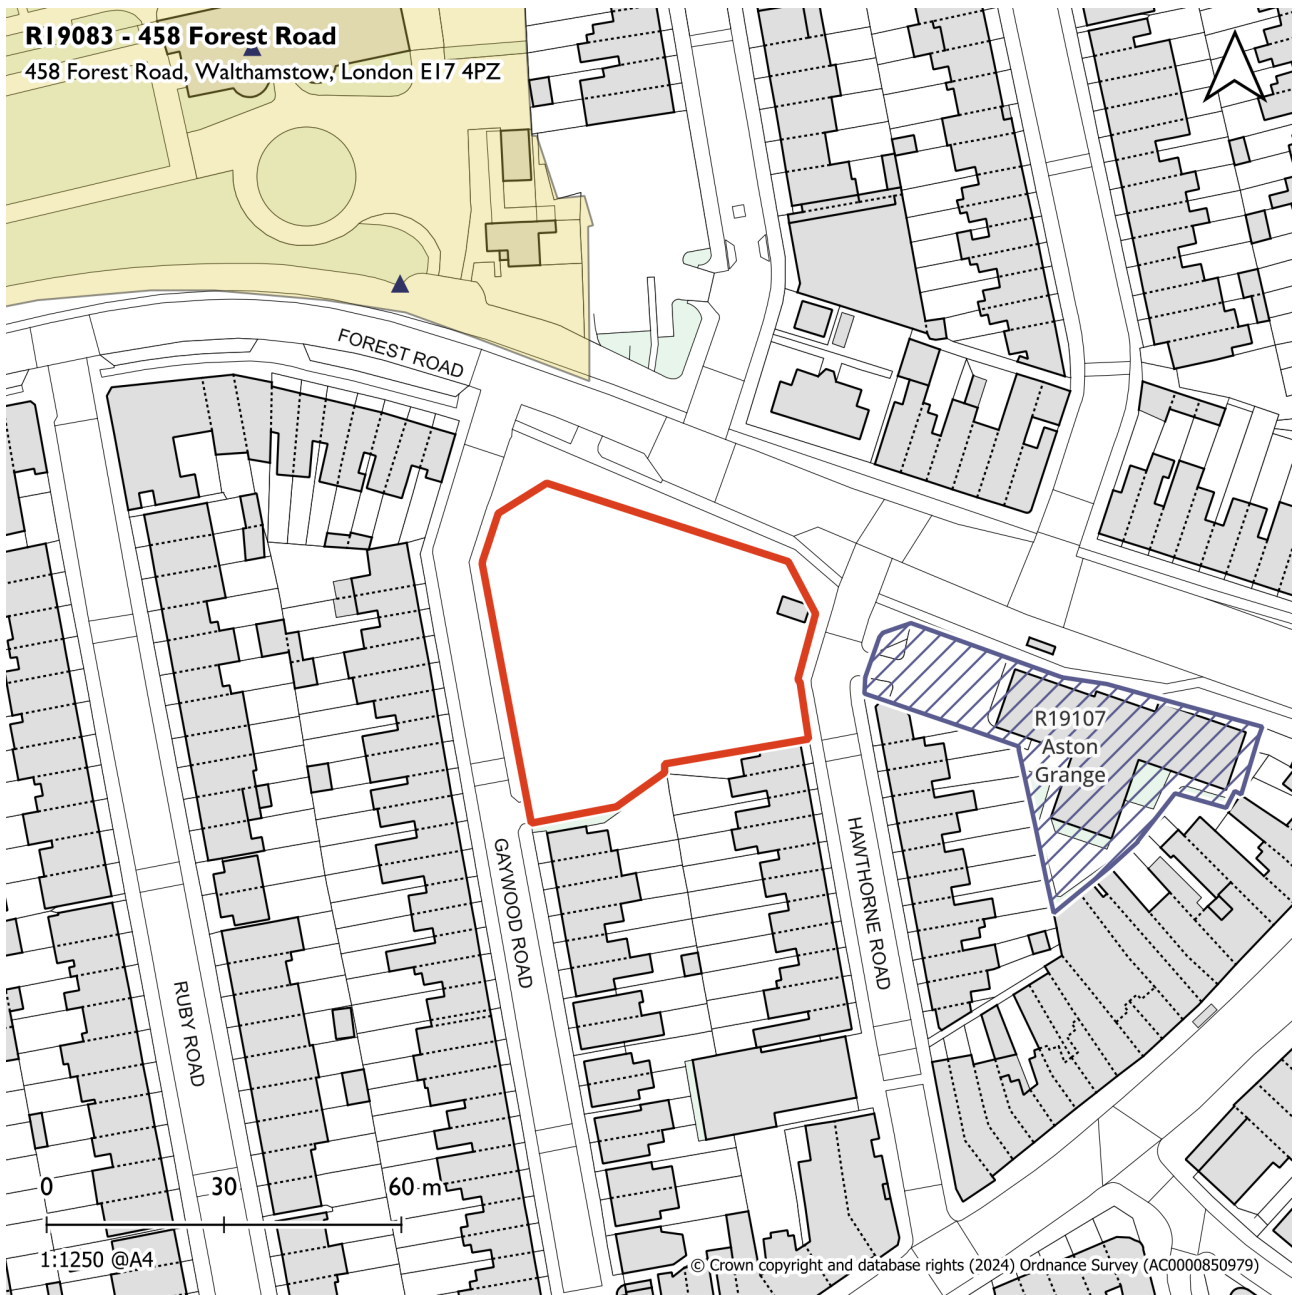 R19083 - 458 Forest Road
458 Forest Road, Walthamstow, London E17 4PZ
FOREST ROAD
R19107
Aston
Grange
GAYWOOD ROAD
HAWTHORNE ROAD
RUBY ROAD
0 30 60 m
1:1250 @A4
© Crown copyright and database rights (2024) Ordnance Survey (AC0000850979)